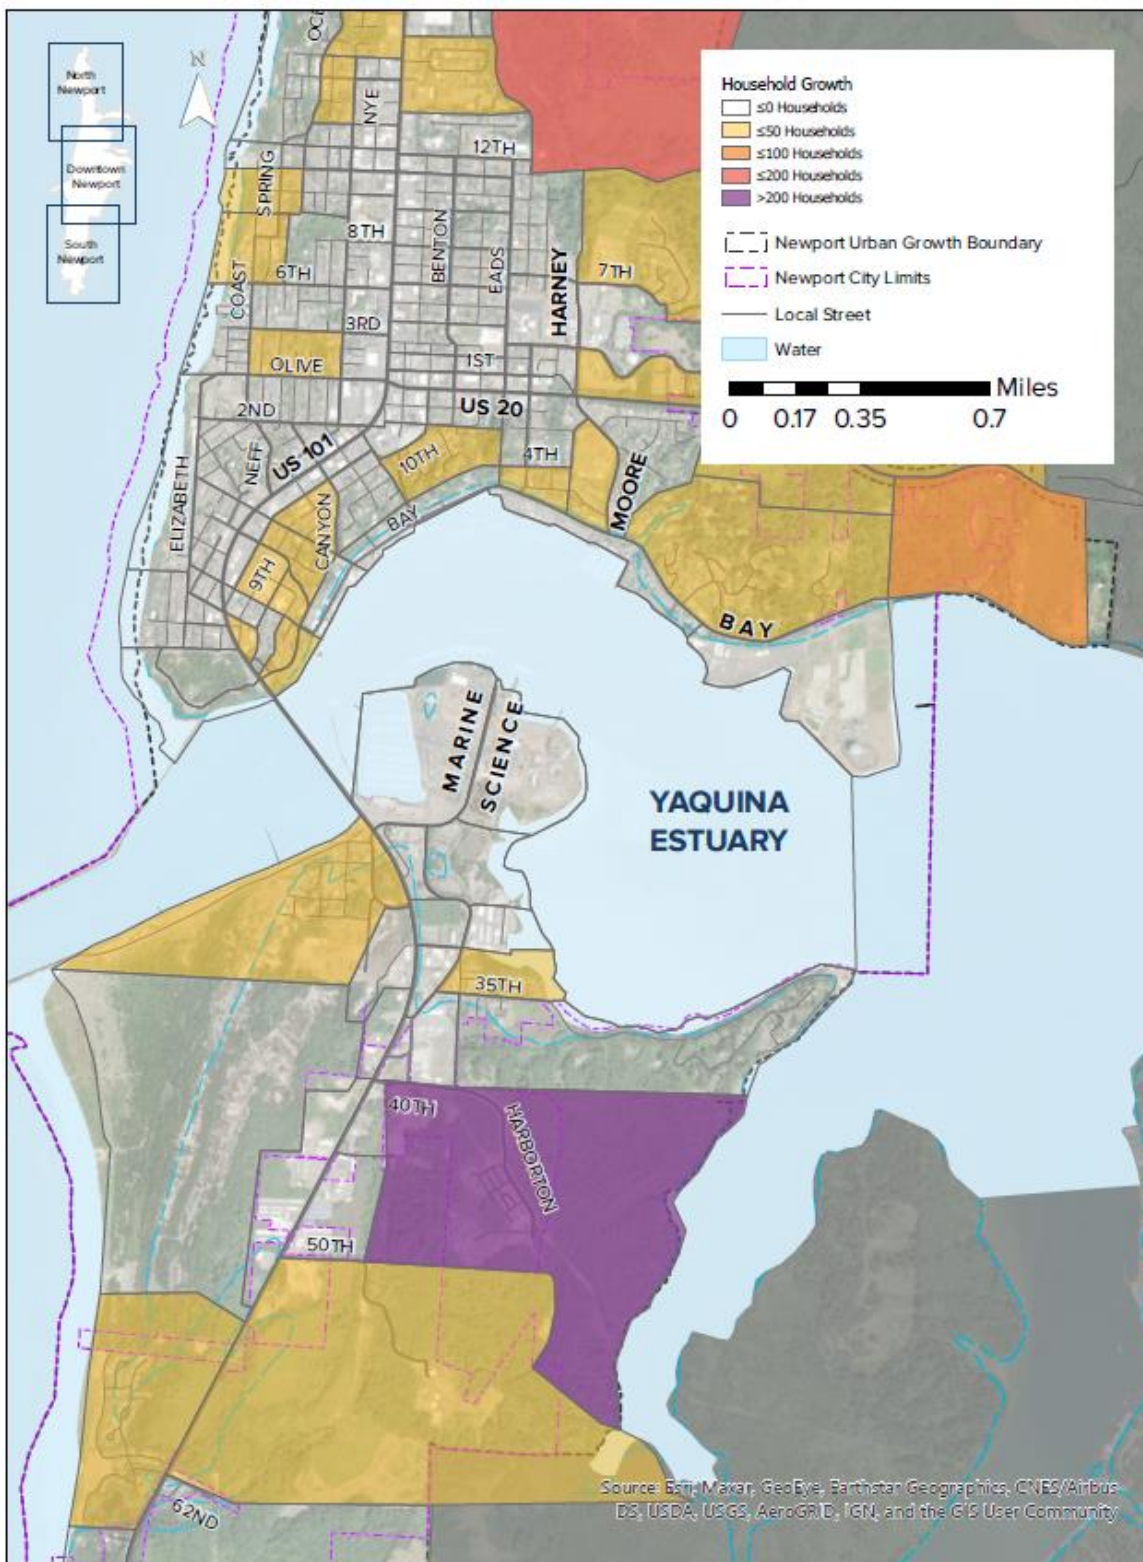 North
Newport
Downtown
Newport
South
Newport
N
Household Growth
≤0 Households
≤50 Households
≤100 Households
≤200 Households
>200 Households
Newport Urban Growth Boundary
Newport City Limits
Local Street
Water
Miles
0 0.17 0.35 0.7
NYE
12TH
SPRING
8TH
BENTON
EADS
HARNEY
7TH
6TH
COAST
3RD
OLIVE
1ST
2ND
US 20
NEFF
US 101
10TH
4TH
MOORE
ELIZABETH
CANYON
BAY
9TH
BAY
MARINE
SCIENCE
YAQUINA
ESTUARY
35TH
40TH
HARBORTON
50TH
62ND
Source: Esri, Maxar, GeoEye, Earthstar Geographics, CNES/Airbus
DS, USDA, USGS, AeroGRID, IGN, and the GIS User Community